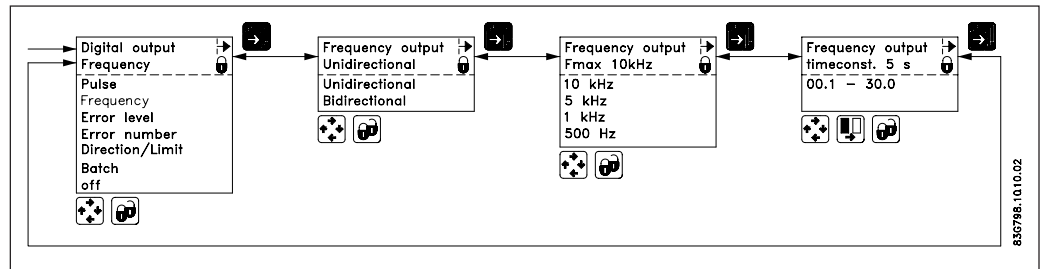 Digital output
Frequency
Pulse
Frequency
Error level
Error number
Direction/Limit
Batch
off
Frequency output
Unidirectional
Unidirectional
Bidirectional
Frequency output
Fmax 10kHz
10 kHz
5 kHz
1 kHz
500 Hz
Frequency output
timeconst. 5 s
00.1 – 30.0
83G798.10.10.02